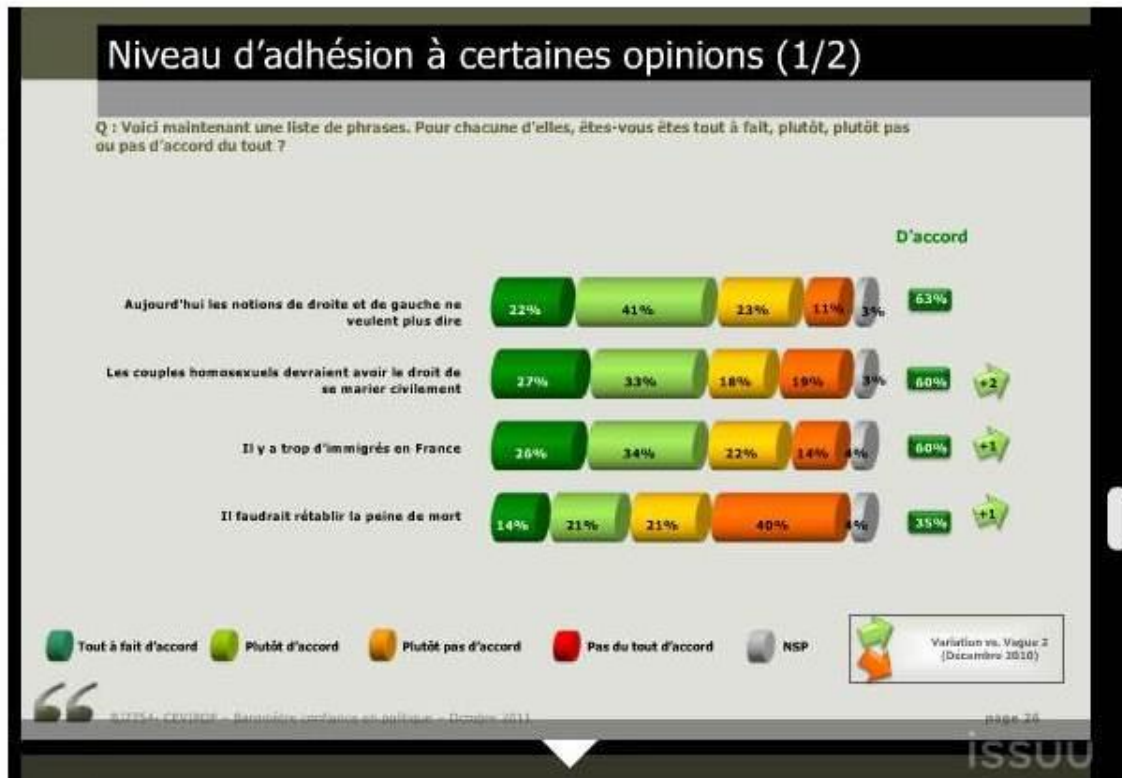 Niveau d'adhésion à certaines opinions (1/2)
Q : Voici maintenant une liste de phrases. Pour chacune d'elles, êtes-vous êtes tout à fait, plutôt, plutôt pas
ou pas d'accord du tout ?
D'accord
Aujourd'hui les notions de droite et de gauche ne
veulent plus dire
22% 41% 23% 11% 3% 63%
Les couples homosexuels devraient avoir le droit de
se marier civilement
27% 33% 18% 19% 3% 60% +2
Il y a trop d'immigrés en France
26% 34% 22% 14% 4% 60% +1
Il faudrait rétablir la peine de mort
14% 21% 21% 40% 4% 35% +1
Tout à fait d'accord Plutôt d'accord Plutôt pas d'accord Pas du tout d'accord NSP
Variation vs. Vague 2
(Décembre 2010)
CEVIPOF – Baromètre confiance en politique – Octobre 2011
page 26
issuu